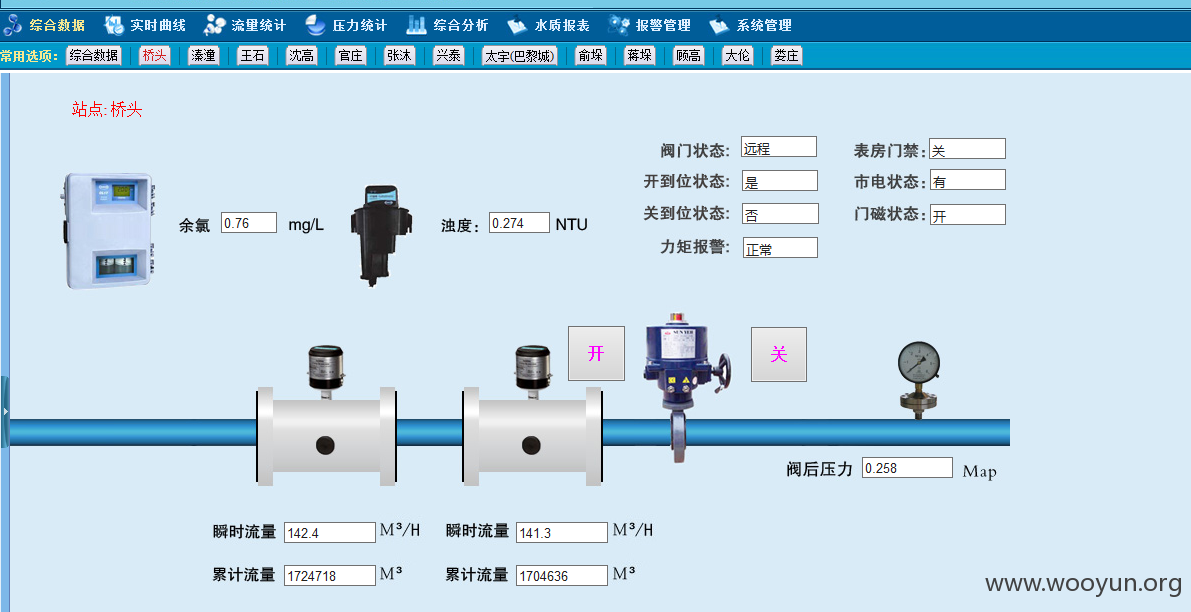 综合数据 实时曲线 流量统计 压力统计 综合分析 水质报表 报警管理 系统管理
常用选项: 综合数据 桥头 溱潼 王石 沈高 官庄 张沐 兴泰 太宇(巴黎城) 俞垛 蒋垛 顾高 大伦 娄庄
站点: 桥头
阀门状态: 远程 表房门禁: 关
开到位状态: 是 市电状态: 有
关到位状态: 否 门磁状态: 开
力矩报警: 正常
余氯 0.76 mg/L 浊度: 0.274 NTU
开 关
阀后压力 0.258 Map
瞬时流量 142.4 M³/H 瞬时流量 141.3 M³/H
累计流量 1724718 M³ 累计流量 1704636 M³
www.wooyun.org